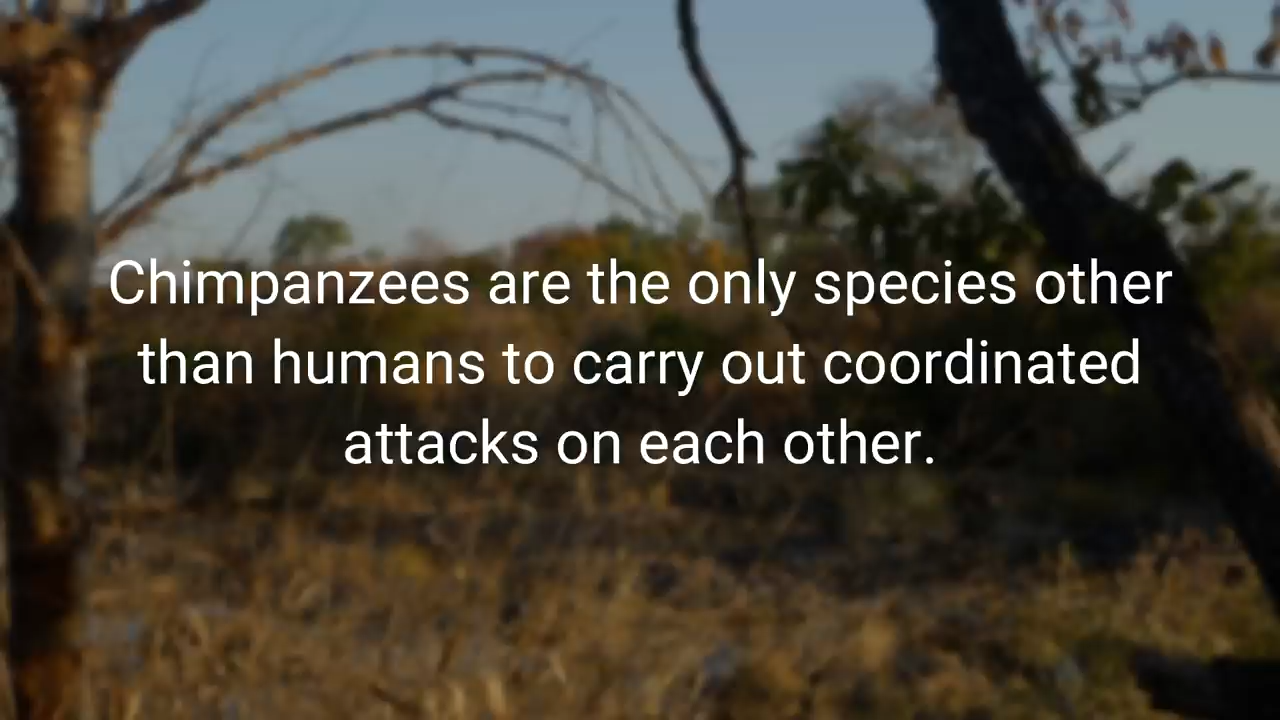 Chimpanzees are the only species other
than humans to carry out coordinated
attacks on each other.